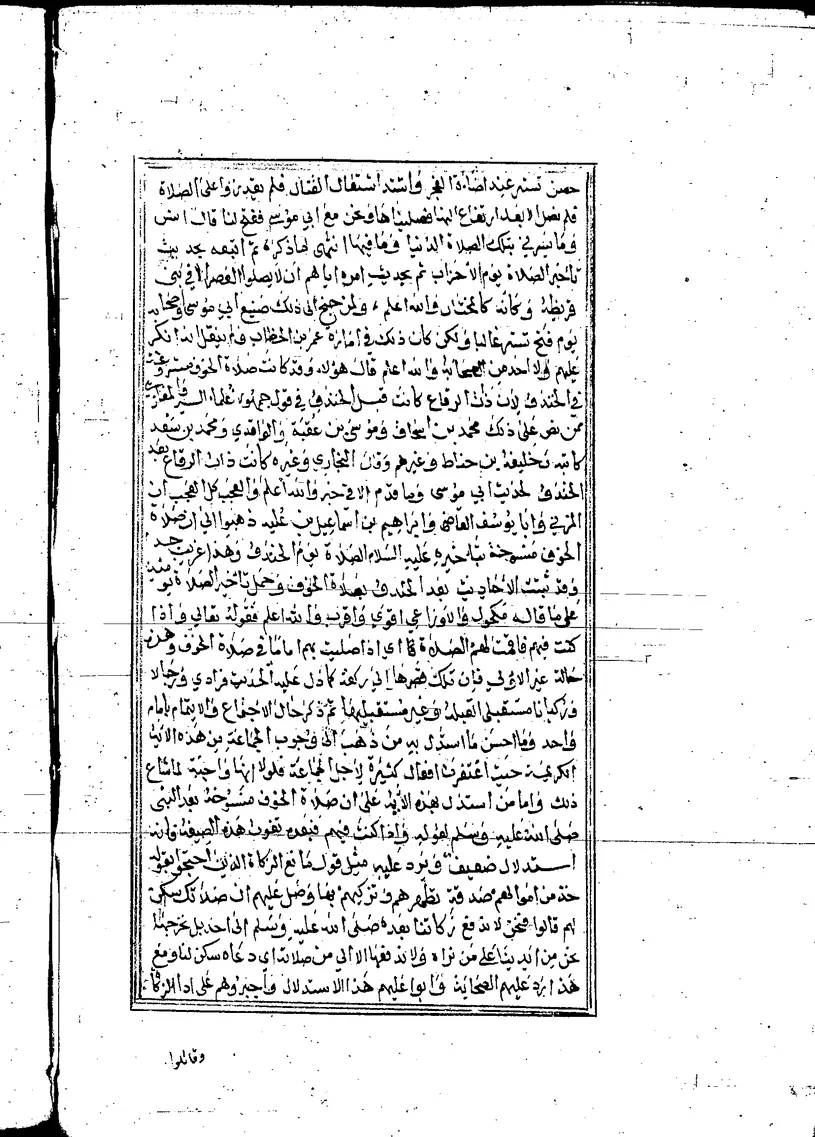 حصن تستر عند اضاءة الفجر واشتد اشتعال القتال فلم يقدروا على الصلاة
فلم نصل الا بعد ارتفاع النهار فصليناها ونحن مع ابي موسى ففتح لنا قال انس
وما يسرني بتلك الصلاة الدنيا وما فيها انتهى ما ذكره ثم اتبعه بحديث
تاخير الصلاة يوم الاحزاب ثم بحديث امره اياهم ان لا يصلوا العصر الا في بني
قريظة وكانه كالمختار والله اعلم ولمن جنح الى ذلك صنيع ابي موسى واصحابه
يوم فتح تستر غالبا ولكن كان ذلك في امارة عمر بن الخطاب ولم ينقل انه انكر
عليهم ولا احد من الصحابة والله اعلم قال هولاء وقد كانت صلاة الخوف مشروعة
في الخندق لان ذات الرقاع كانت قبل الخندق في قول جمهور علماء السير والمغازي
ممن نص على ذلك محمد بن اسحاق وموسى بن عقبة والواقدي ومحمد بن سعد
كاتبه وخليفة بن خياط وغيرهم وقال البخاري وغيره كانت ذات الرقاع بعد
الخندق لحديث ابي موسى وما قدم الا في خيبر والله اعلم والعجب كل العجب ان
المزني وابا يوسف القاضي وابراهيم بن اسماعيل بن علية ذهبوا الى ان صلاة
الخوف منسوخة بتاخيره عليه السلام الصلاة يوم الخندق وهذا غريب جدا
وقد ثبتت الاحاديث بعد الخندق بصلاة الخوف وحمل تاخير الصلاة يومئذ
على ما قاله مكحول والاوزاعي اقوى واقرب والله اعلم فقوله تعالى واذا
كنت فيهم فاقمت لهم الصلاة اي اذا صليت بهم اماما في صلاة الخوف وهذه
حالة غير الاولى فان تلك قصرها الى ركعة كما دل عليه الحديث فرادى ورجالا
وركبانا مستقبلي القبلة وغير مستقبليها ثم ذكر حال الاجتماع والايتمام بامام
واحد وما احسن ما استدل به من ذهب الى وجوب الجماعة من هذه الاية
الكريمة حيث اغتفرت افعال كثيرة لاجل الجماعة فلولا انها واجبة لما ساغ
ذلك واما من استدل بهذه الاية على ان صلاة الخوف منسوخة بعد النبي
صلى الله عليه وسلم لقوله واذا كنت فيهم فبعده تفوت هذه الصفة فانه
استدلال ضعيف ويرد عليه مثل قول مانعي الزكاة الذين احتجوا بقوله
خذ من اموالهم صدقة تطهرهم وتزكيهم بها وصل عليهم ان صلاتك سكن
لهم قالوا فنحن لا ندفع زكاتنا بعده صلى الله عليه وسلم الى احد بل نخرجها
نحن من ايدينا على من نراه ولا ندفعها الا الى من صلاته اي دعاه سكن لنا ومع
هذا رد عليهم الصحابة وابوا عليهم هذا الاستدلال واجبروهم على ادا الزكاة
وقاتلوا